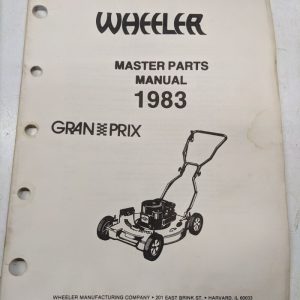 WHEELER
MASTER PARTS
MANUAL
1983
GRAN PRIX
WHEELER MANUFACTURING COMPANY • 201 EAST BRINK ST. • HARVARD, IL 60033